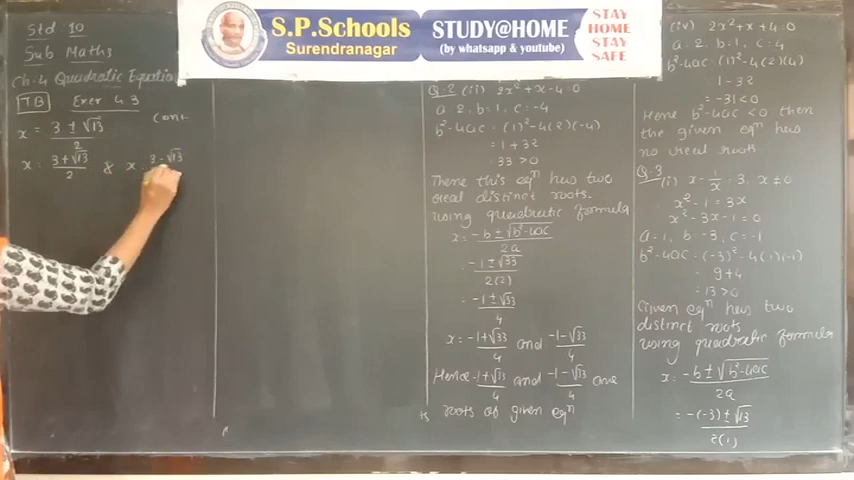 S.P.Schools
Surendranagar
STUDY@HOME
(by whatsapp & youtube)
STAY
HOME
STAY
SAFE
Std 10
Sub Maths
Ch-4 Quadratic Equation
TB Exer 4.3
Cont
x = 3 ± √13 / 2
x = 3+√13 / 2 & x = 3-√13
Q.2 (ii) 2x² + x - 4 = 0
a = 2, b = 1, c = -4
b² - 4ac = (1)² - 4(2)(-4)
= 1 + 32
= 33 > 0
There this eqⁿ has two
real distinct roots.
using quadratic formula
x = -b ± √b²-4ac / 2a
= -1 ± √33 / 2(2)
= -1 ± √33 / 4
x = -1+√33 / 4 and -1-√33 / 4
Hence -1+√33 / 4 and -1-√33 / 4 are
roots of given eqⁿ
(iv) 2x² + x + 4 = 0
a = 2, b = 1, c = 4
b² - 4ac = (1)² - 4(2)(4)
= 1 - 32
= -31 < 0
Hence b² - 4ac < 0 then
the given eqⁿ has
no real roots
Q.3 (i) x - 1/x = 3, x ≠ 0
x² - 1 = 3x
x² - 3x - 1 = 0
a = 1, b = -3, c = -1
b² - 4ac = (-3)² - 4(1)(-1)
= 9 + 4
= 13 > 0
Given eqⁿ has two
distinct roots
using quadratic formula
x = -b ± √b²-4ac / 2a
= -(-3) ± √13 / 2(1)